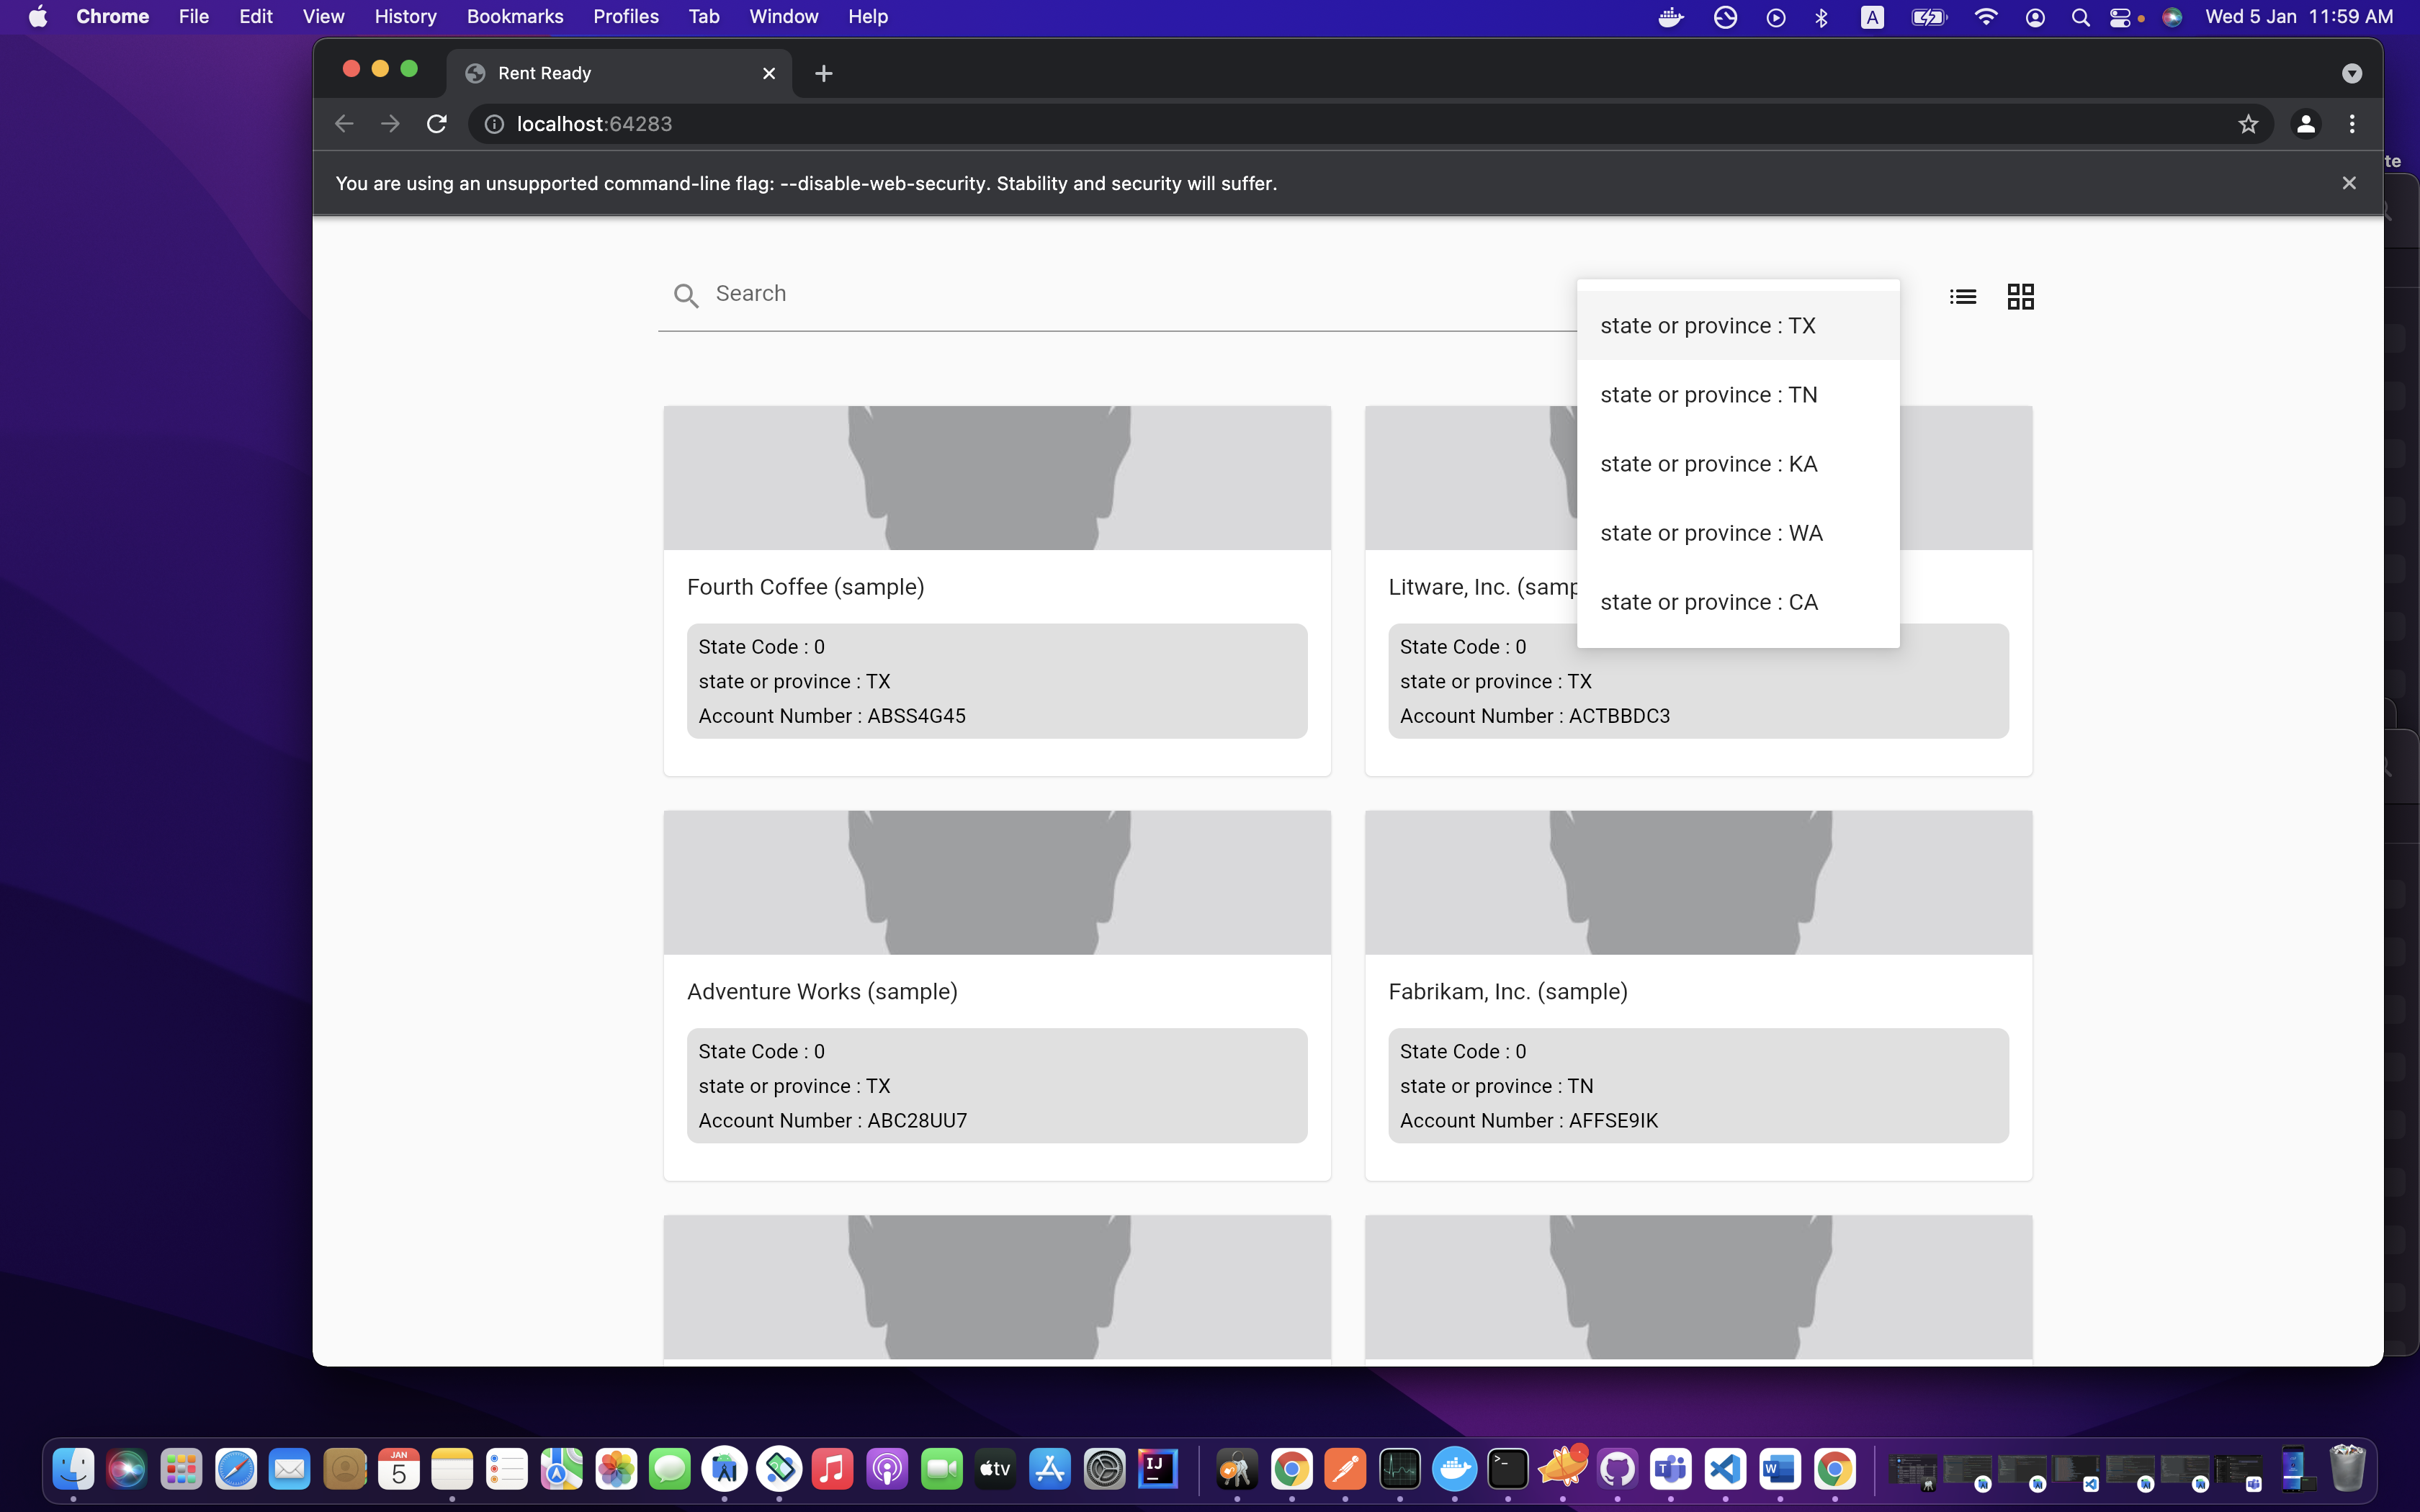 Chrome File Edit View History Bookmarks Profiles Tab Window Help A Wed 5 Jan 11:59 AM
Rent Ready
localhost:64283
te
You are using an unsupported command-line flag: --disable-web-security. Stability and security will suffer.
Search
state or province : TX
state or province : TN
state or province : KA
state or province : WA
state or province : CA
Fourth Coffee (sample)
State Code : 0
state or province : TX
Account Number : ABSS4G45
Litware, Inc. (samp
State Code : 0
state or province : TX
Account Number : ACTBBDC3
Adventure Works (sample)
State Code : 0
state or province : TX
Account Number : ABC28UU7
Fabrikam, Inc. (sample)
State Code : 0
state or province : TN
Account Number : AFFSE9IK
JAN
5
tv
IJ
T
W